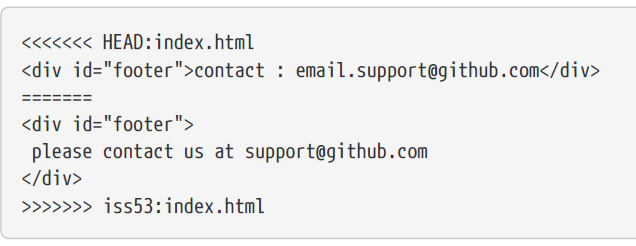 <<<<<<< HEAD:index.html
<div id="footer">contact : email.support@github.com</div>
=======
<div id="footer">
 please contact us at support@github.com
</div>
>>>>>>> iss53:index.html